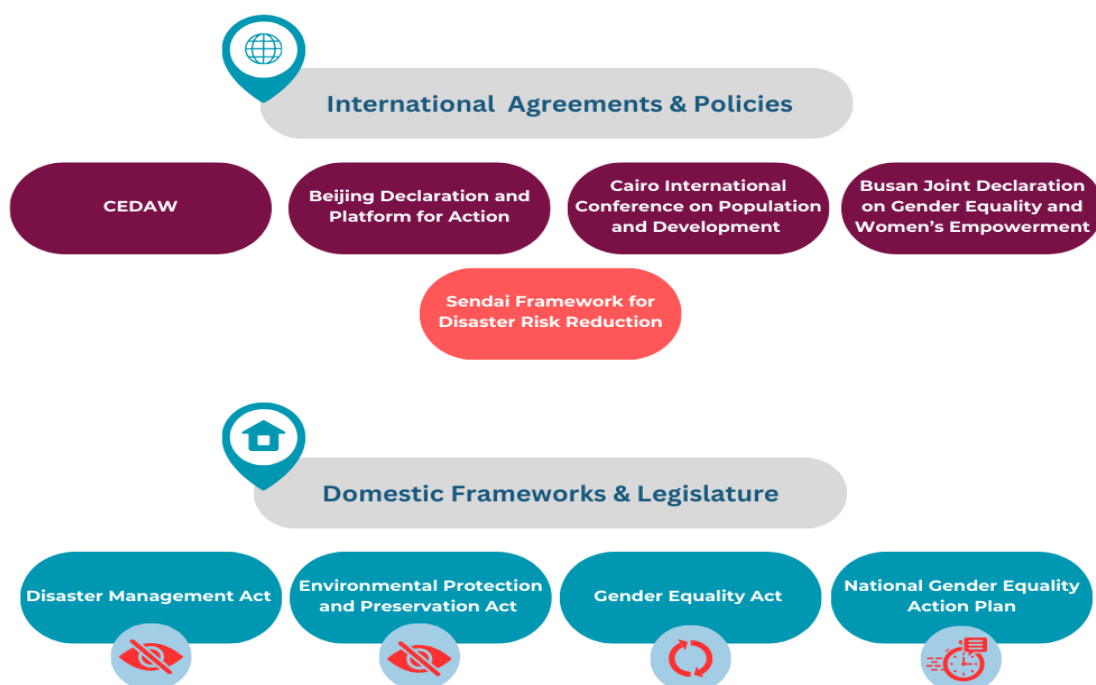 International Agreements & Policies
CEDAW
Beijing Declaration and
Platform for Action
Cairo International
Conference on Population
and Development
Busan Joint Declaration
on Gender Equality and
Women’s Empowerment
Sendai Framework for
Disaster Risk Reduction
Domestic Frameworks & Legislature
Disaster Management Act
Environmental Protection
and Preservation Act
Gender Equality Act
National Gender Equality
Action Plan